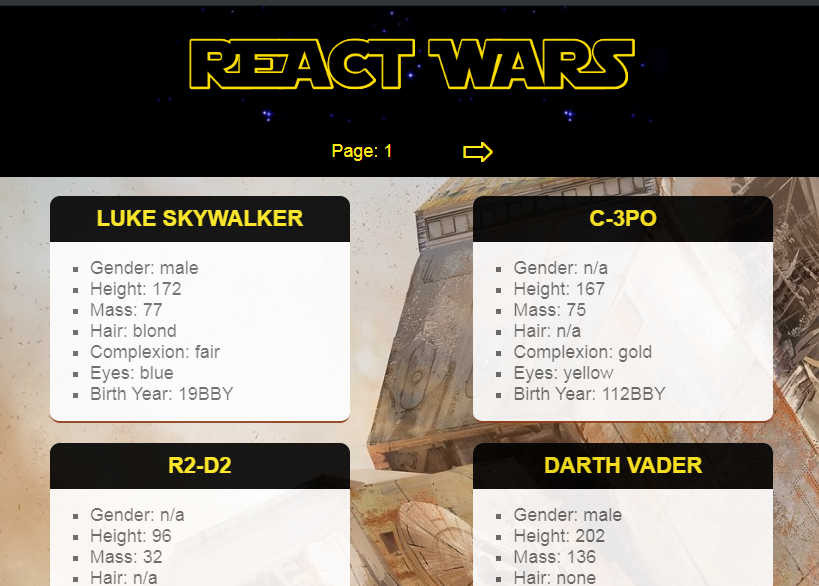 REACT WARS
Page: 1
LUKE SKYWALKER
Gender: male
Height: 172
Mass: 77
Hair: blond
Complexion: fair
Eyes: blue
Birth Year: 19BBY
C-3PO
Gender: n/a
Height: 167
Mass: 75
Hair: n/a
Complexion: gold
Eyes: yellow
Birth Year: 112BBY
R2-D2
Gender: n/a
Height: 96
Mass: 32
Hair: n/a
DARTH VADER
Gender: male
Height: 202
Mass: 136
Hair: none